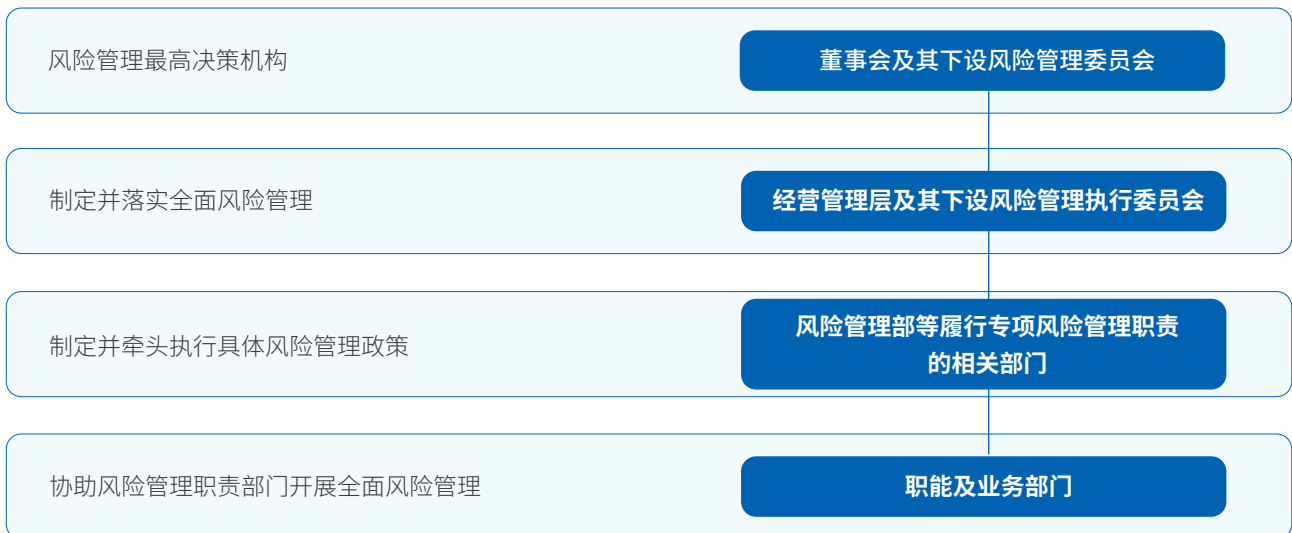 风险管理最高决策机构
董事会及其下设风险管理委员会
制定并落实全面风险管理
经营管理层及其下设风险管理执行委员会
制定并牵头执行具体风险管理政策
风险管理部等履行专项风险管理职责
的相关部门
协助风险管理职责部门开展全面风险管理
职能及业务部门